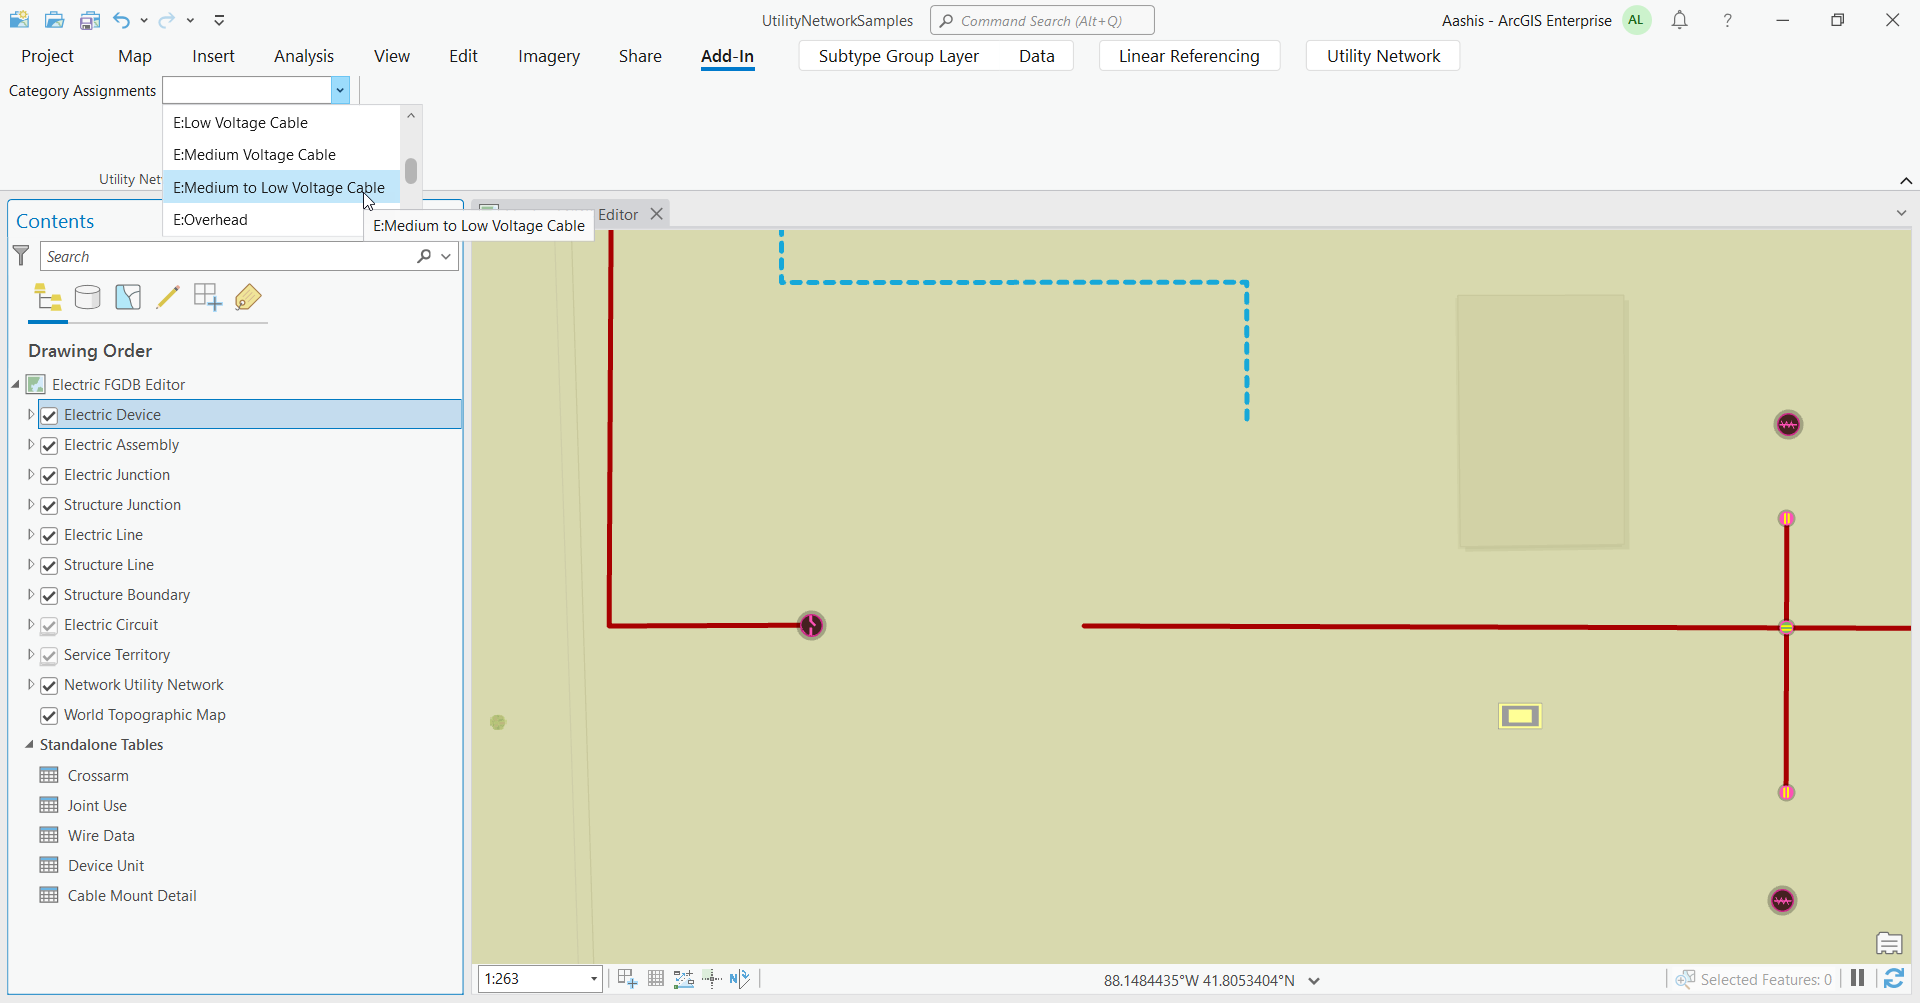 UtilityNetworkSamples
Command Search (Alt+Q)
Aashis - ArcGIS Enterprise
AL
?
Project
Map
Insert
Analysis
View
Edit
Imagery
Share
Add-In
Subtype Group Layer
Data
Linear Referencing
Utility Network
Category Assignments
E:Low Voltage Cable
E:Medium Voltage Cable
E:Medium to Low Voltage Cable
E:Overhead
Utility Net
E:Medium to Low Voltage Cable
Editor
Contents
Search
Drawing Order
Electric FGDB Editor
Electric Device
Electric Assembly
Electric Junction
Structure Junction
Electric Line
Structure Line
Structure Boundary
Electric Circuit
Service Territory
Network Utility Network
World Topographic Map
Standalone Tables
Crossarm
Joint Use
Wire Data
Device Unit
Cable Mount Detail
1:263
88.1484435°W 41.8053404°N
Selected Features: 0